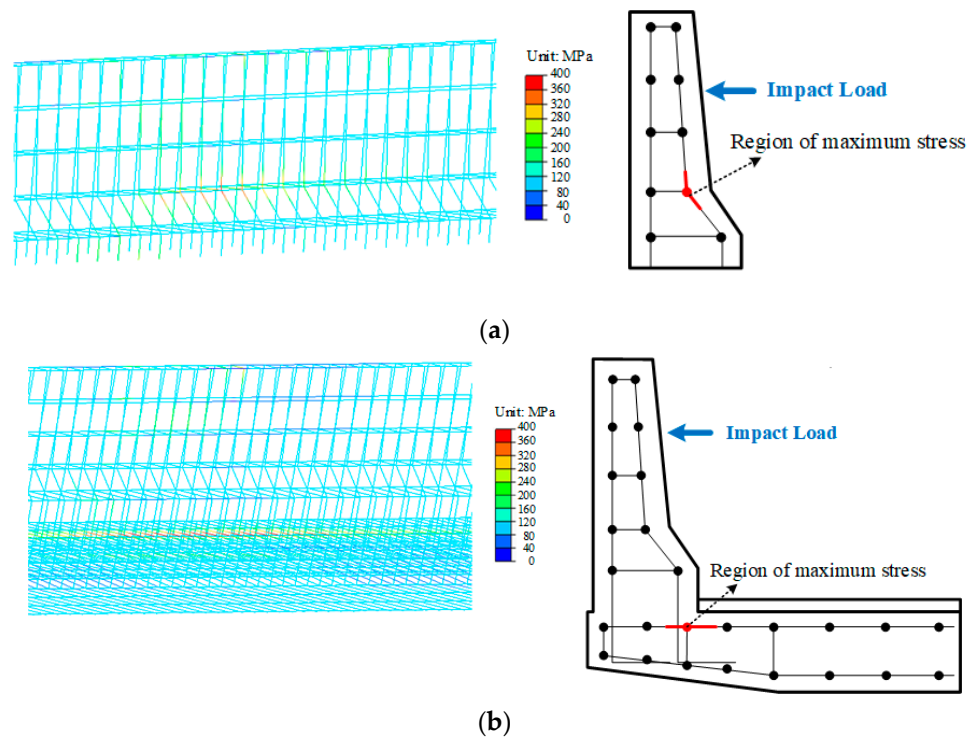 Unit: MPa
400
360
320
280
240
200
160
120
80
40
0
Impact Load
Region of maximum stress
(a)
Unit: MPa
400
360
320
280
240
200
160
120
80
40
0
Impact Load
Region of maximum stress
(b)